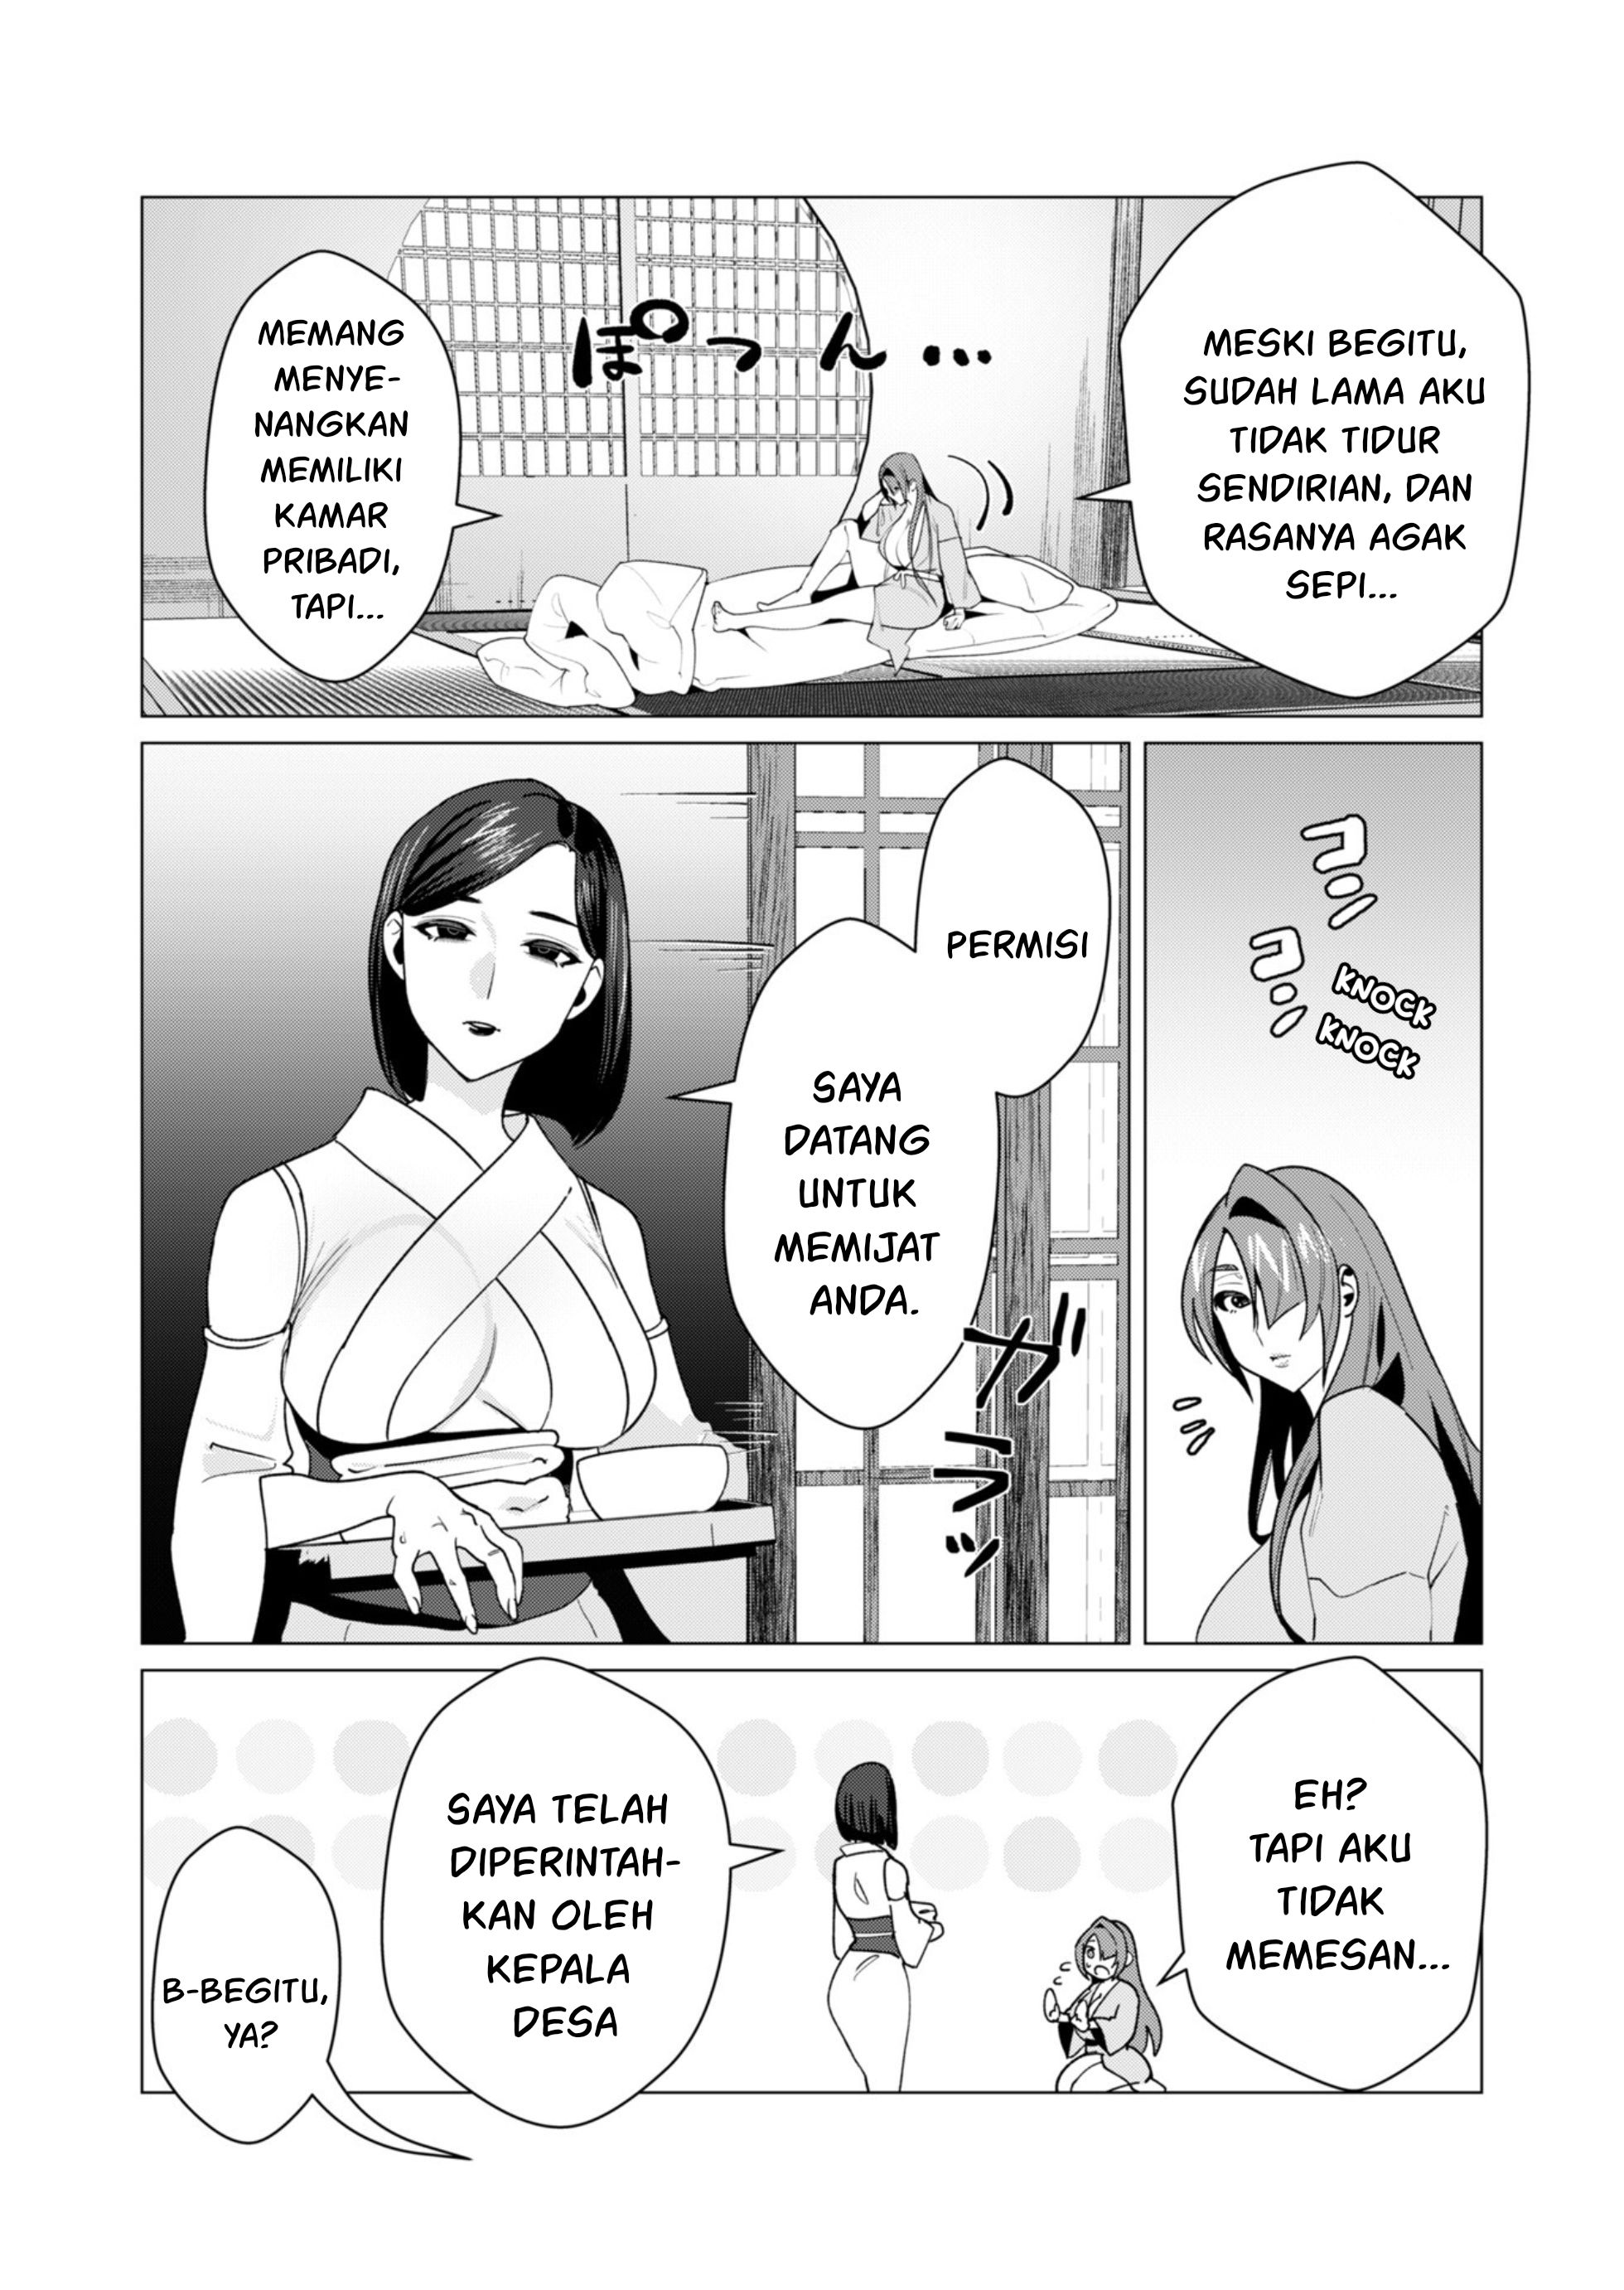 MESKI BEGITU,
SUDAH LAMA AKU
TIDAK TIDUR
SENDIRIAN, DAN
RASANYA AGAK
SEPI...
ぽつん...
MEMANG
MENYE-
NANGKAN
MEMILIKI
KAMAR
PRIBADI,
TAPI...
コン
コン
KNOCK
KNOCK
PERMISI
SAYA
DATANG
UNTUK
MEMIJAT
ANDA.
ガラッ
EH?
TAPI AKU
TIDAK
MEMESAN...
SAYA TELAH
DIPERINTAH-
KAN OLEH
KEPALA
DESA
B-BEGITU,
YA?